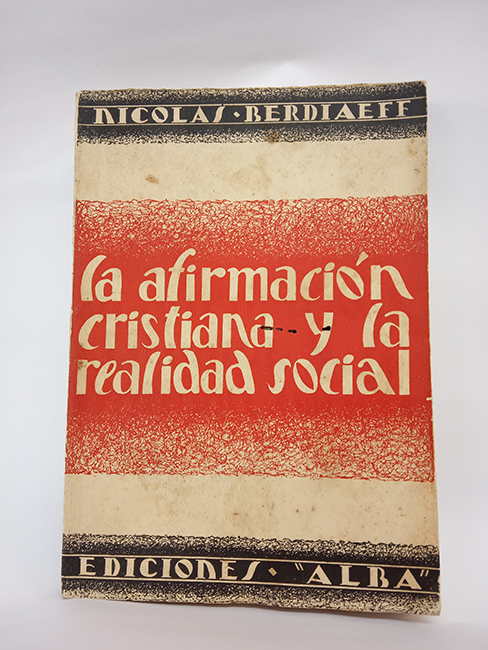 NICOLAS · BERDIAEFF
la afirmación
cristiana y la
realidad social
EDICIONES · "ALBA"